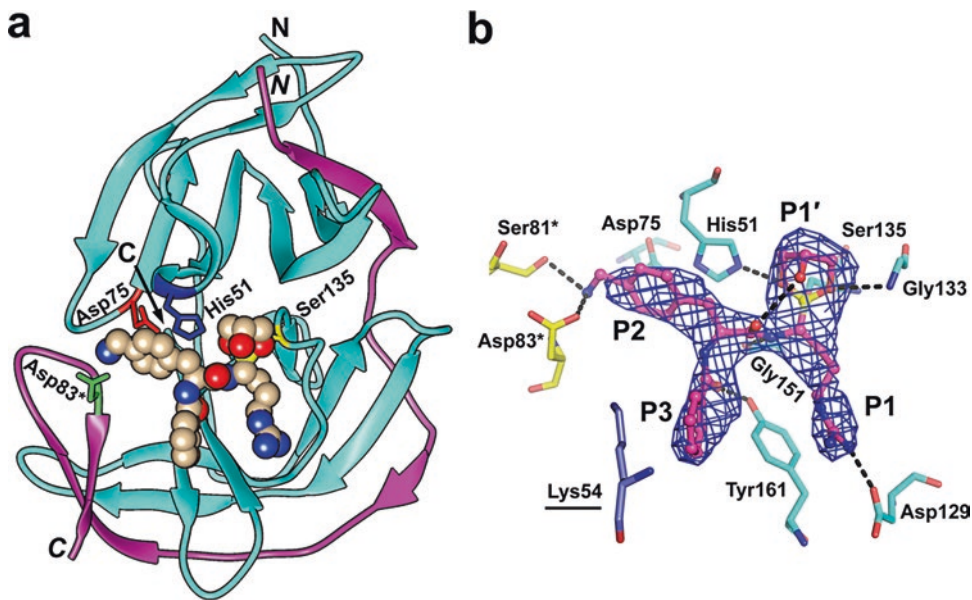 a
N
N
C
Asp75
His51
Ser135
Asp83*
C
b
P1′
Ser81*
Asp75
His51
Ser135
Gly133
P2
Asp83*
Gly151
P3
P1
Lys54
Tyr161
Asp129